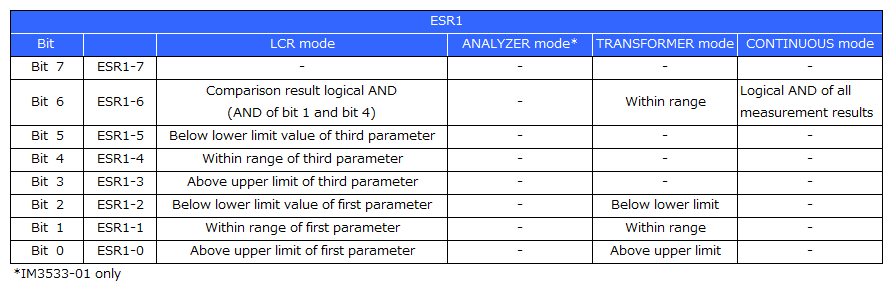 ESR1
Bit LCR mode ANALYZER mode* TRANSFORMER mode CONTINUOUS mode
Bit 7 ESR1-7 - - - -
Bit 6 ESR1-6 Comparison result logical AND (AND of bit 1 and bit 4) - Within range Logical AND of all measurement results
Bit 5 ESR1-5 Below lower limit value of third parameter - - -
Bit 4 ESR1-4 Within range of third parameter - - -
Bit 3 ESR1-3 Above upper limit of third parameter - - -
Bit 2 ESR1-2 Below lower limit value of first parameter - Below lower limit -
Bit 1 ESR1-1 Within range of first parameter - Within range -
Bit 0 ESR1-0 Above upper limit of first parameter - Above upper limit -
*IM3533-01 only